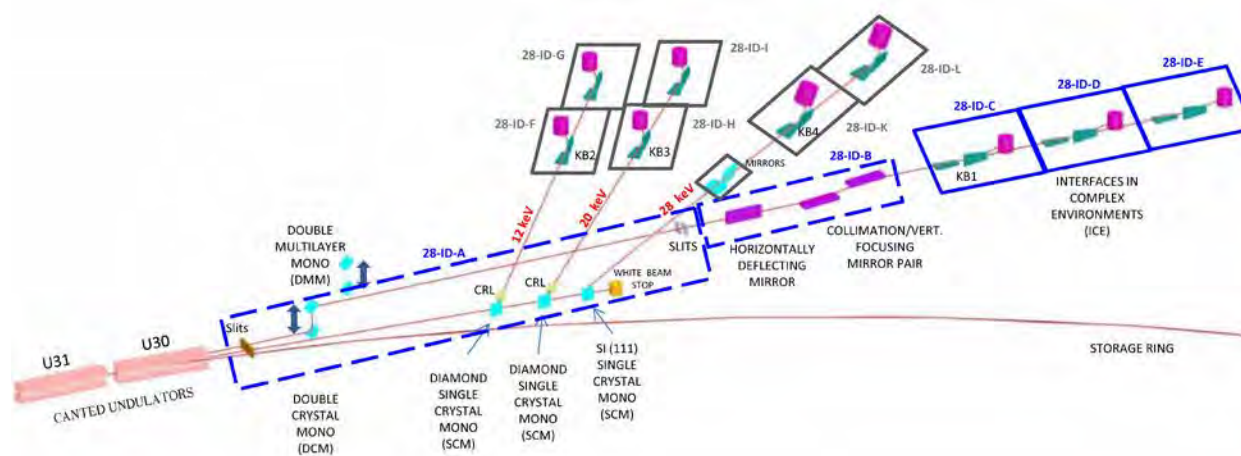 28-ID-G
28-ID-I
28-ID-L
28-ID-E
28-ID-D
28-ID-C
28-ID-F
28-ID-H
28-ID-K
KB2
KB3
KB4
28-ID-B
MIRRORS
KB1
INTERFACES IN
COMPLEX
ENVIRONMENTS
(ICE)
12 keV
20 keV
28 keV
DOUBLE
MULTILAYER
MONO
(DMM)
28-ID-A
SLITS
HORIZONTALLY
DEFLECTING
MIRROR
COLLIMATION/VERT.
FOCUSING
MIRROR PAIR
CRL
CRL
WHITE BEAM
STOP
Slits
U31
U30
CANTED UNDULATORS
DOUBLE
CRYSTAL
MONO
(DCM)
DIAMOND
SINGLE
CRYSTAL
MONO
(SCM)
DIAMOND
SINGLE
CRYSTAL
MONO
(SCM)
SI (111)
SINGLE
CRYSTAL
MONO
(SCM)
STORAGE RING